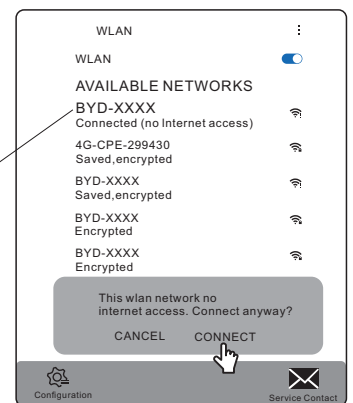 WLAN
WLAN
AVAILABLE NETWORKS
BYD-XXXX
Connected (no Internet access)
4G-CPE-299430
Saved,encrypted
BYD-XXXX
Saved,encrypted
BYD-XXXX
Encrypted
BYD-XXXX
Encrypted
This wlan network no
internet access. Connect anyway?
CANCEL CONNECT
Configuration Service Contact